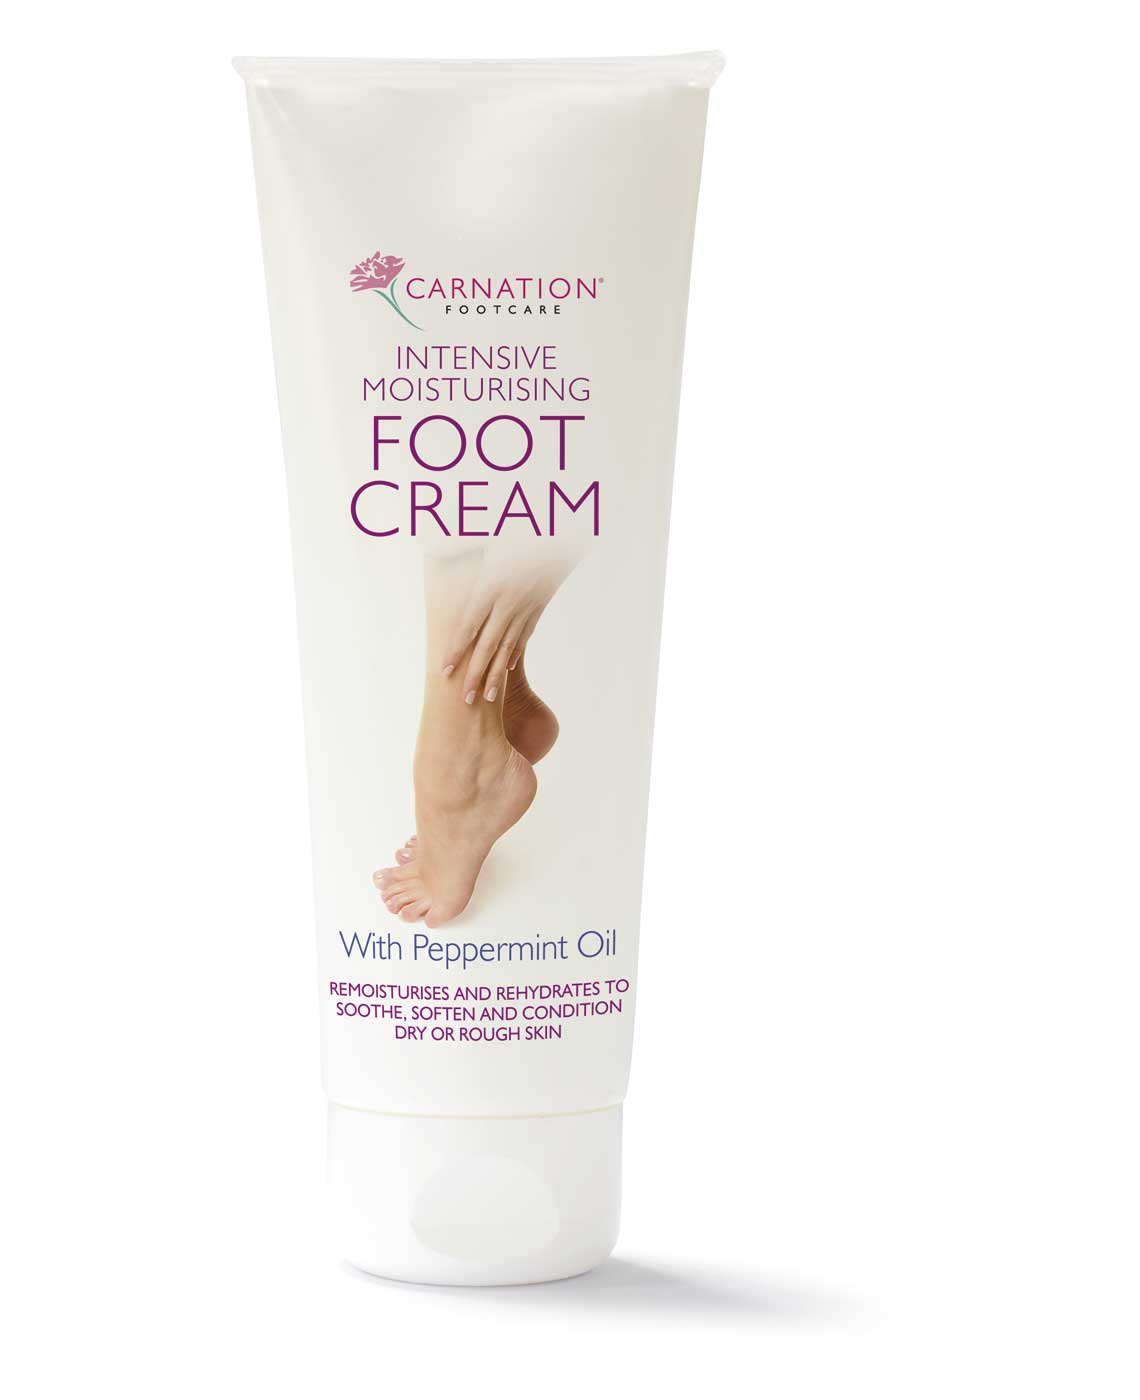 CARNATION®
FOOTCARE
INTENSIVE
MOISTURISING
FOOT
CREAM
With Peppermint Oil
REMOISTURISES AND REHYDRATES TO
SOOTHE, SOFTEN AND CONDITION
DRY OR ROUGH SKIN